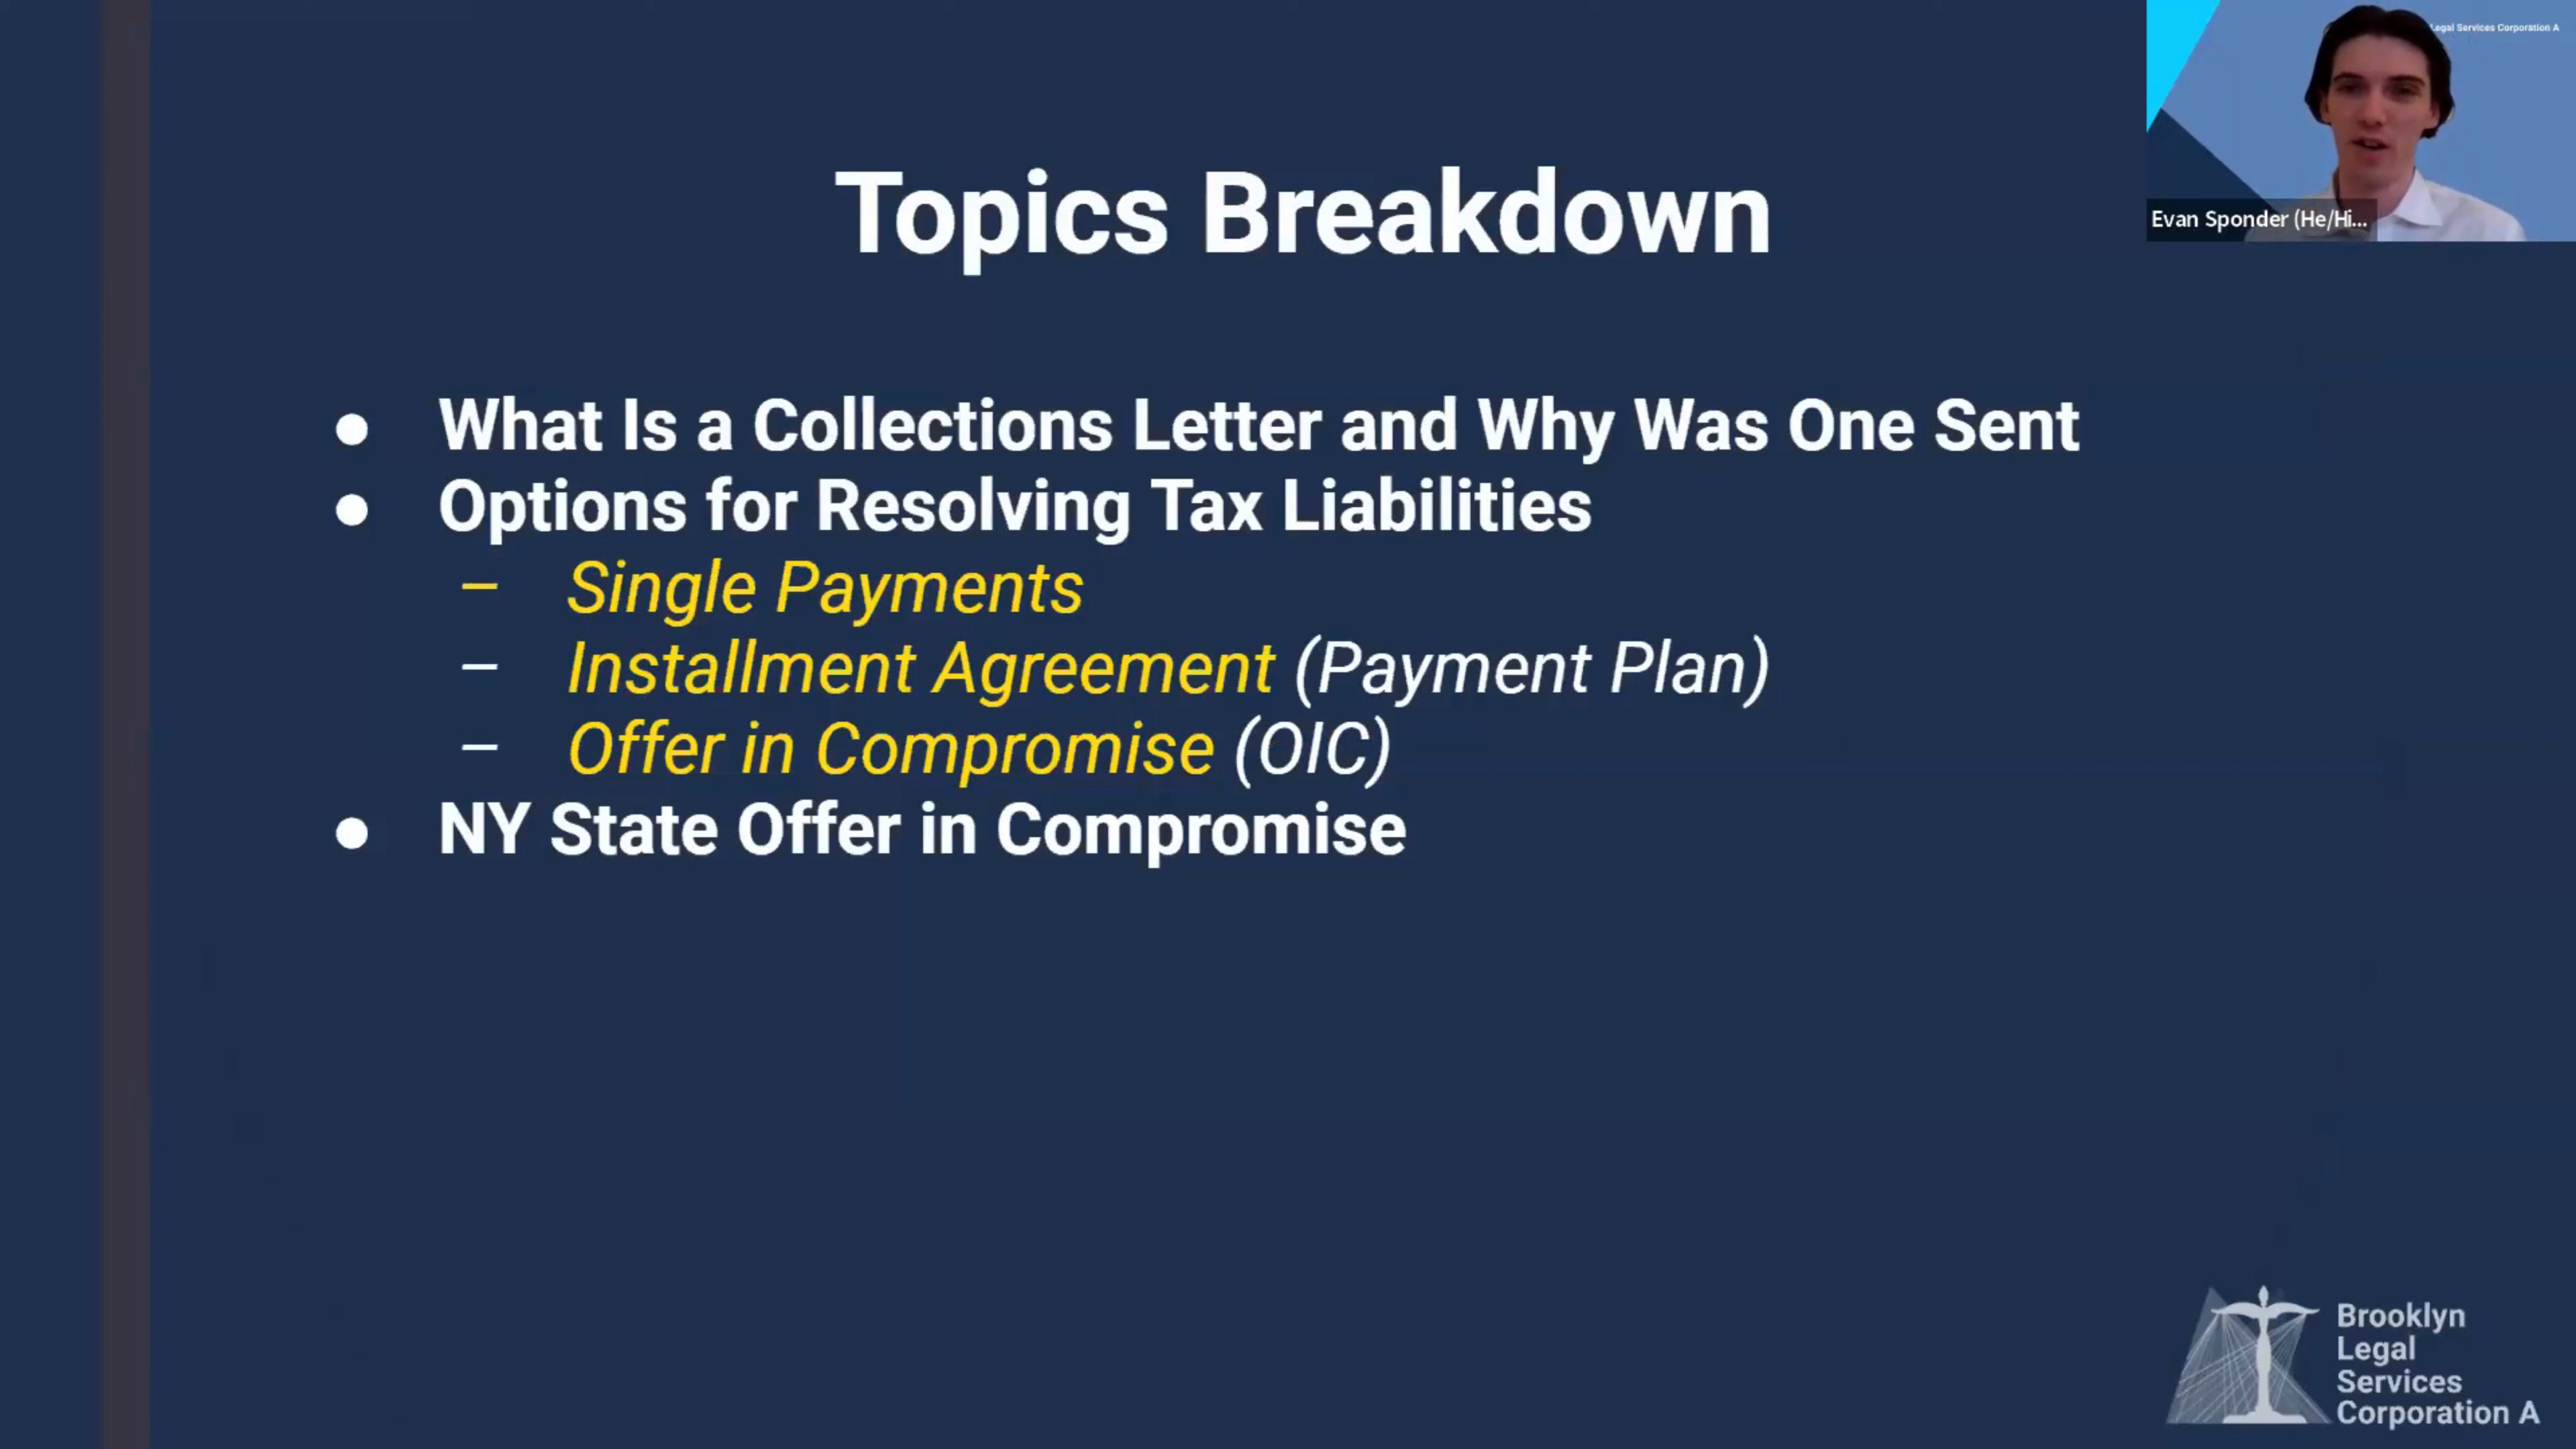 Legal Services Corporation A
Evan Sponder (He/Hi...
Topics Breakdown
● What Is a Collections Letter and Why Was One Sent
● Options for Resolving Tax Liabilities
– Single Payments
– Installment Agreement (Payment Plan)
– Offer in Compromise (OIC)
● NY State Offer in Compromise
Brooklyn
Legal
Services
Corporation A